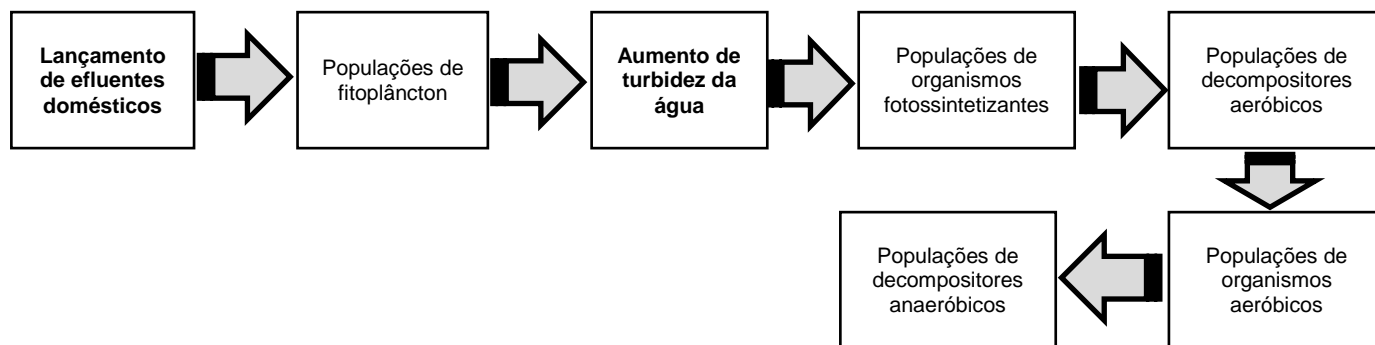 Lançamento
de efluentes
domésticos
Populações de
fitoplâncton
Aumento de
turbidez da
água
Populações de
organismos
fotossintetizantes
Populações de
decompositores
aeróbicos
Populações de
organismos
aeróbicos
Populações de
decompositores
anaeróbicos